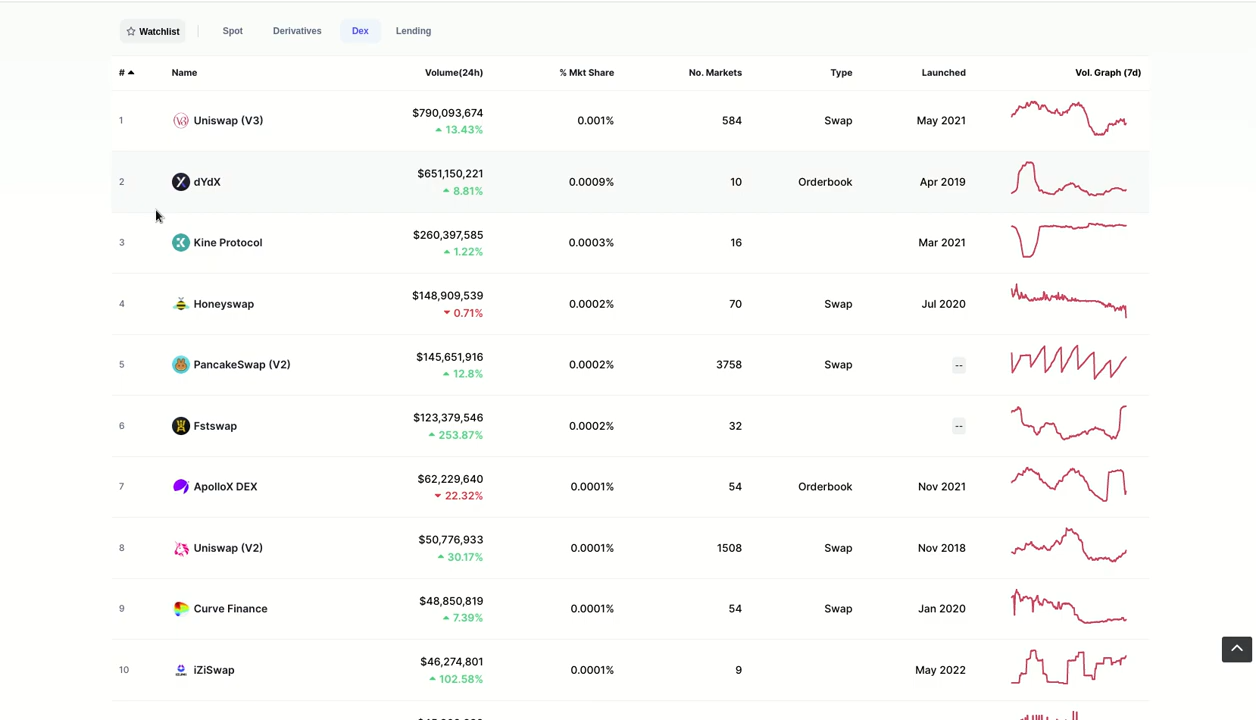 Watchlist Spot Derivatives Dex Lending
# Name Volume(24h) % Mkt Share No. Markets Type Launched Vol. Graph (7d)
1 Uniswap (V3) $790,093,674 0.001% 584 Swap May 2021
13.43%
2 dYdX $651,150,221 0.0009% 10 Orderbook Apr 2019
8.81%
3 Kine Protocol $260,397,585 0.0003% 16 Mar 2021
1.22%
4 Honeyswap $148,909,539 0.0002% 70 Swap Jul 2020
0.71%
5 PancakeSwap (V2) $145,651,916 0.0002% 3758 Swap --
12.8%
6 Fstswap $123,379,546 0.0002% 32 --
253.87%
7 ApolloX DEX $62,229,640 0.0001% 54 Orderbook Nov 2021
22.32%
8 Uniswap (V2) $50,776,933 0.0001% 1508 Swap Nov 2018
30.17%
9 Curve Finance $48,850,819 0.0001% 54 Swap Jan 2020
7.39%
10 iZiSwap $46,274,801 0.0001% 9 May 2022
102.58%